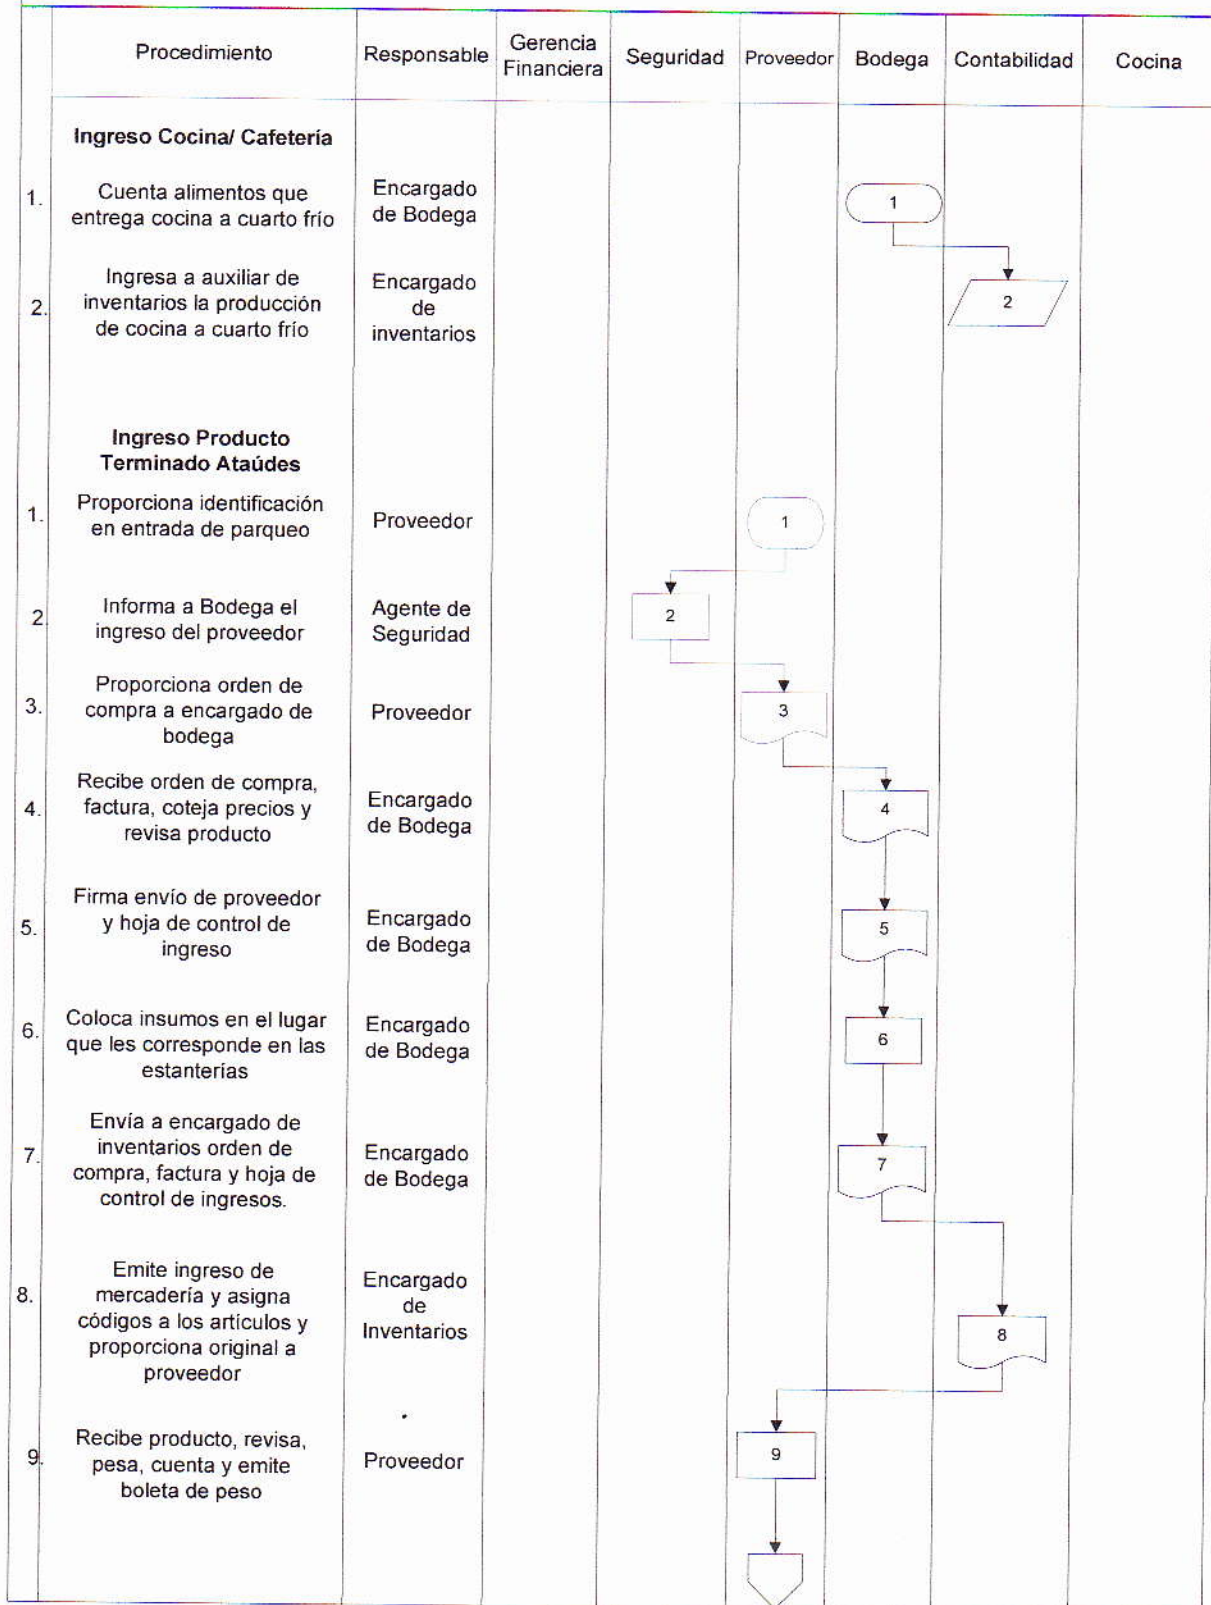 Procedimiento Responsable Gerencia Financiera Seguridad Proveedor Bodega Contabilidad Cocina
Ingreso Cocina/ Cafetería
1. Cuenta alimentos que
entrega cocina a cuarto frío
Encargado
de Bodega
1
2. Ingresa a auxiliar de
inventarios la producción
de cocina a cuarto frío
Encargado
de
inventarios
2
Ingreso Producto
Terminado Ataúdes
1. Proporciona identificación
en entrada de parqueo
Proveedor
1
2. Informa a Bodega el
ingreso del proveedor
Agente de
Seguridad
2
3. Proporciona orden de
compra a encargado de
bodega
Proveedor
3
4. Recibe orden de compra,
factura, coteja precios y
revisa producto
Encargado
de Bodega
4
5. Firma envío de proveedor
y hoja de control de
ingreso
Encargado
de Bodega
5
6. Coloca insumos en el lugar
que les corresponde en las
estanterías
Encargado
de Bodega
6
7. Envía a encargado de
inventarios orden de
compra, factura y hoja de
control de ingresos.
Encargado
de Bodega
7
8. Emite ingreso de
mercadería y asigna
códigos a los artículos y
proporciona original a
proveedor
Encargado
de
Inventarios
8
9. Recibe producto, revisa,
pesa, cuenta y emite
boleta de peso
Proveedor
9